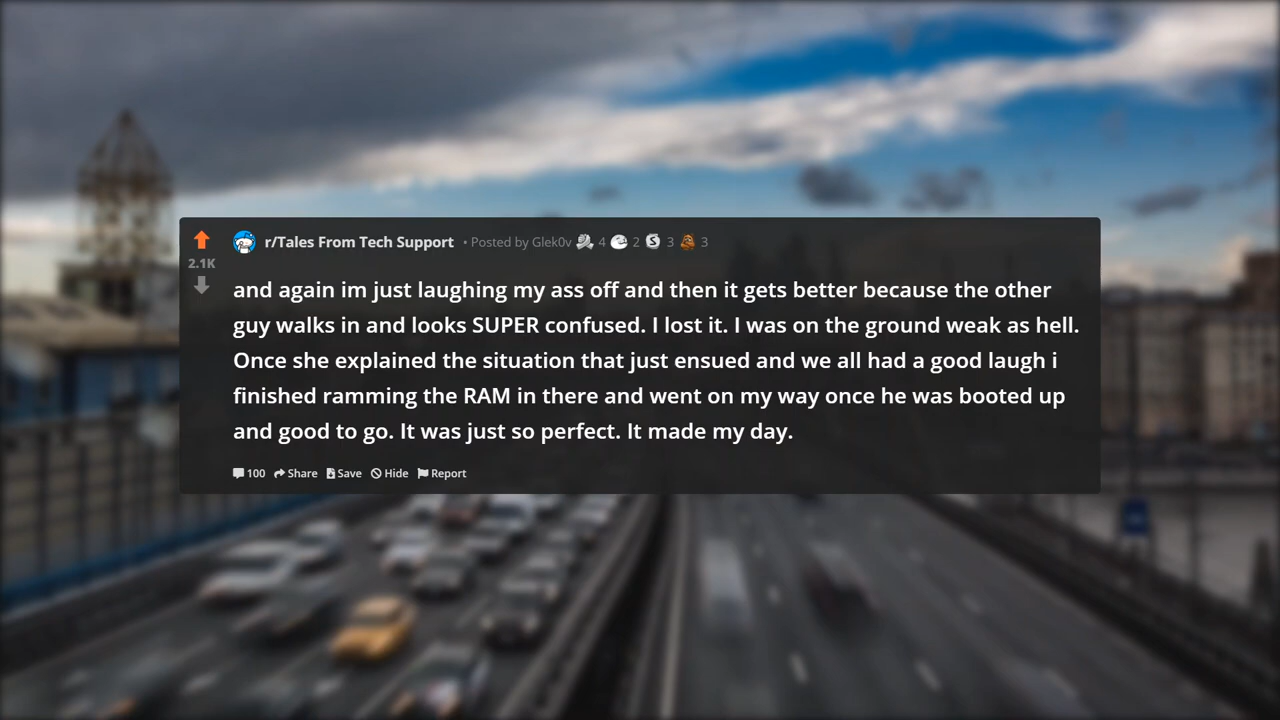 r/Tales From Tech Support • Posted by Glek0v 4 2 3 3
2.1K
and again im just laughing my ass off and then it gets better because the other
guy walks in and looks SUPER confused. I lost it. I was on the ground weak as hell.
Once she explained the situation that just ensued and we all had a good laugh i
finished ramming the RAM in there and went on my way once he was booted up
and good to go. It was just so perfect. It made my day.
100 Share Save Hide Report